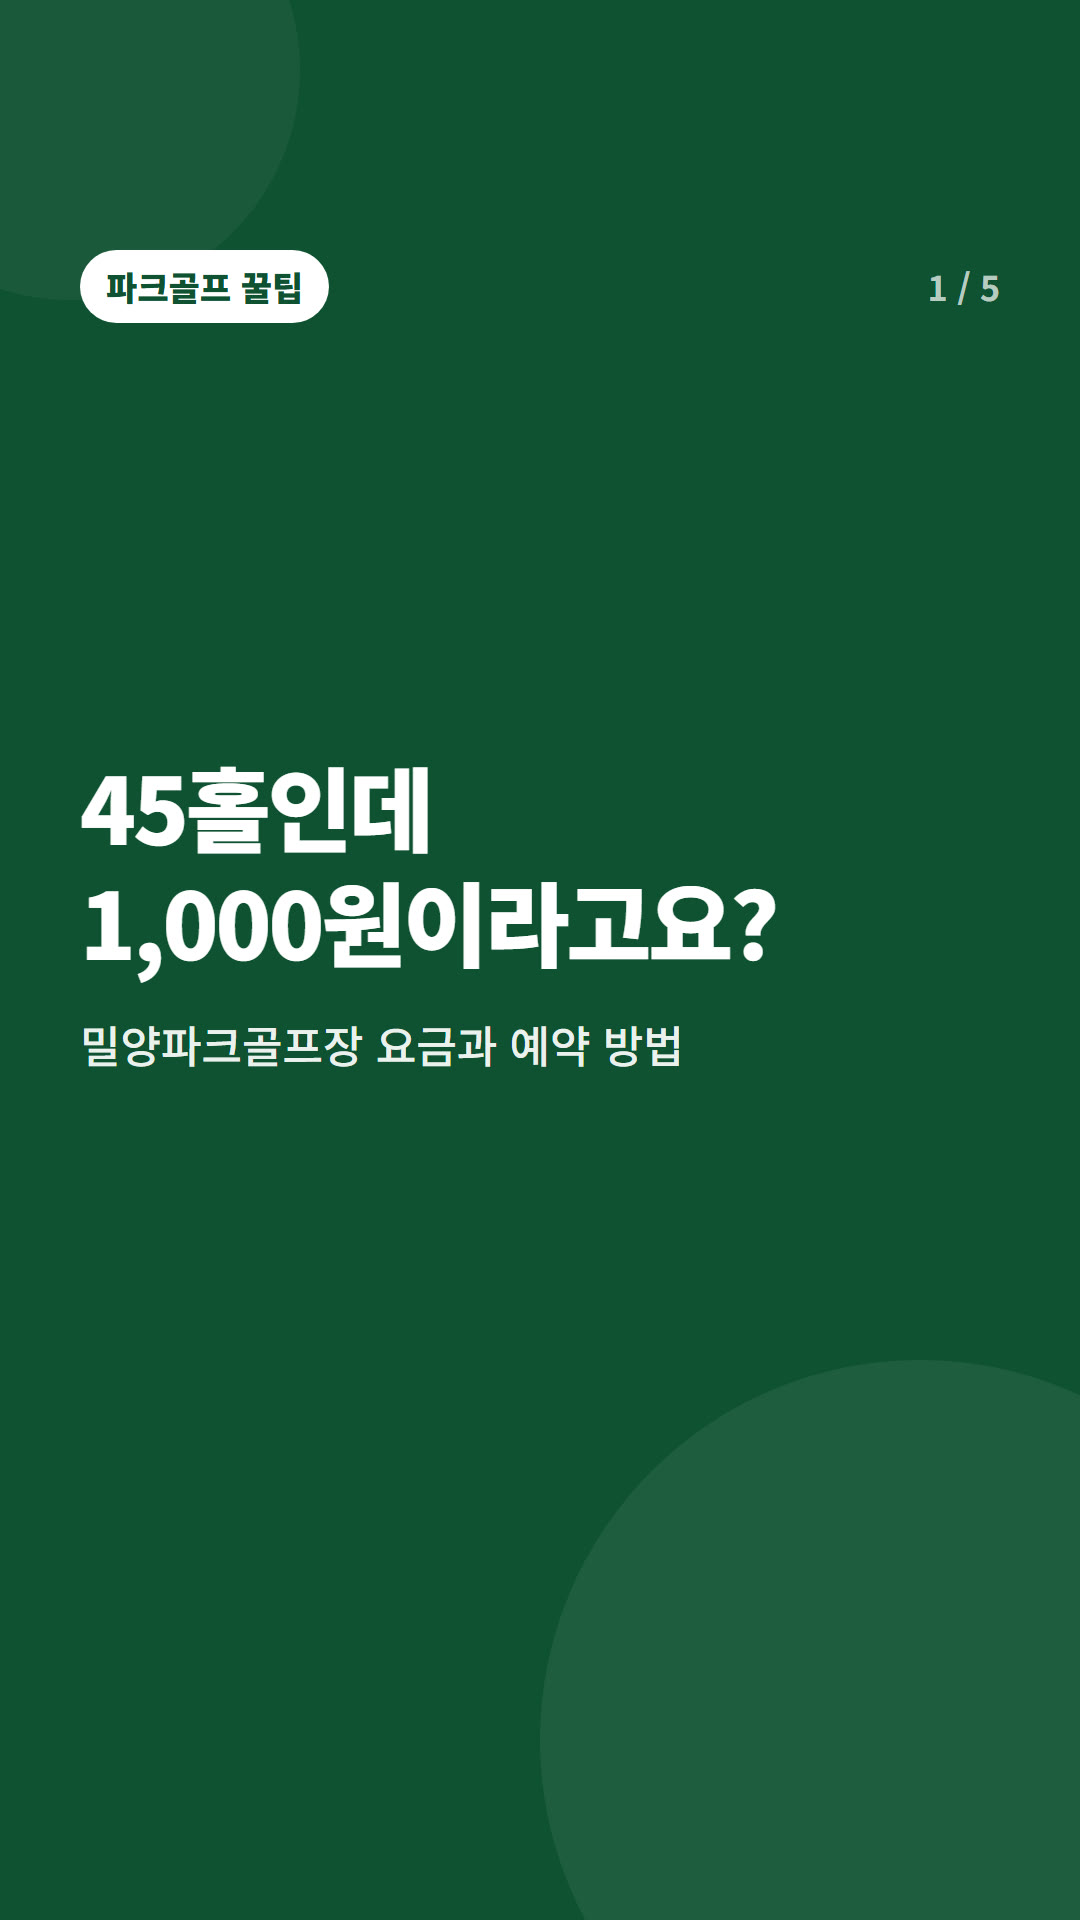 파크골프 꿀팁
1 / 5
45홀인데
1,000원이라고요?
밀양파크골프장 요금과 예약 방법